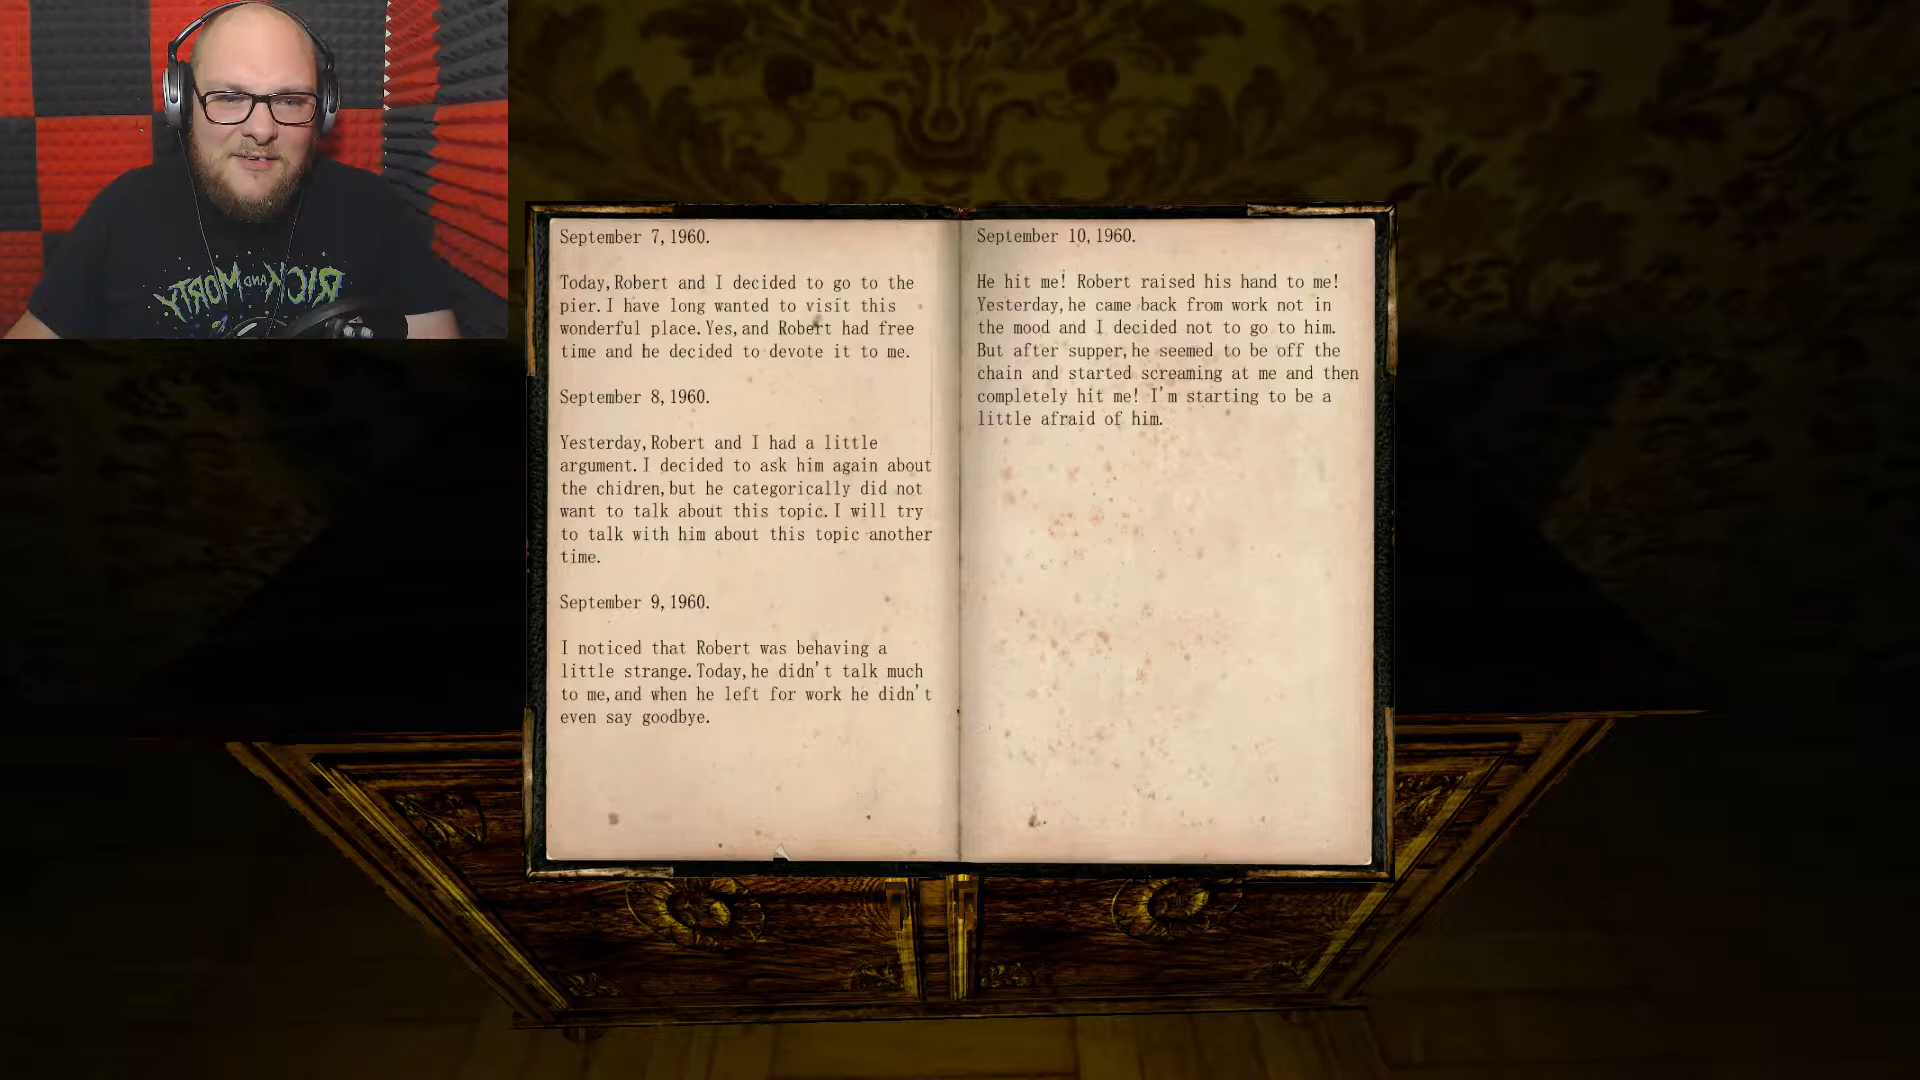 RICK AND MORTY
September 7,1960.
Today,Robert and I decided to go to the
pier.I have long wanted to visit this
wonderful place.Yes,and Robert had free
time and he decided to devote it to me.
September 8,1960.
Yesterday,Robert and I had a little
argument.I decided to ask him again about
the chidren,but he categorically did not
want to talk about this topic.I will try
to talk with him about this topic another
time.
September 9,1960.
I noticed that Robert was behaving a
little strange.Today,he didn't talk much
to me,and when he left for work he didn't
even say goodbye.
September 10,1960.
He hit me! Robert raised his hand to me!
Yesterday,he came back from work not in
the mood and I decided not to go to him.
But after supper,he seemed to be off the
chain and started screaming at me and then
completely hit me! I'm starting to be a
little afraid of him.